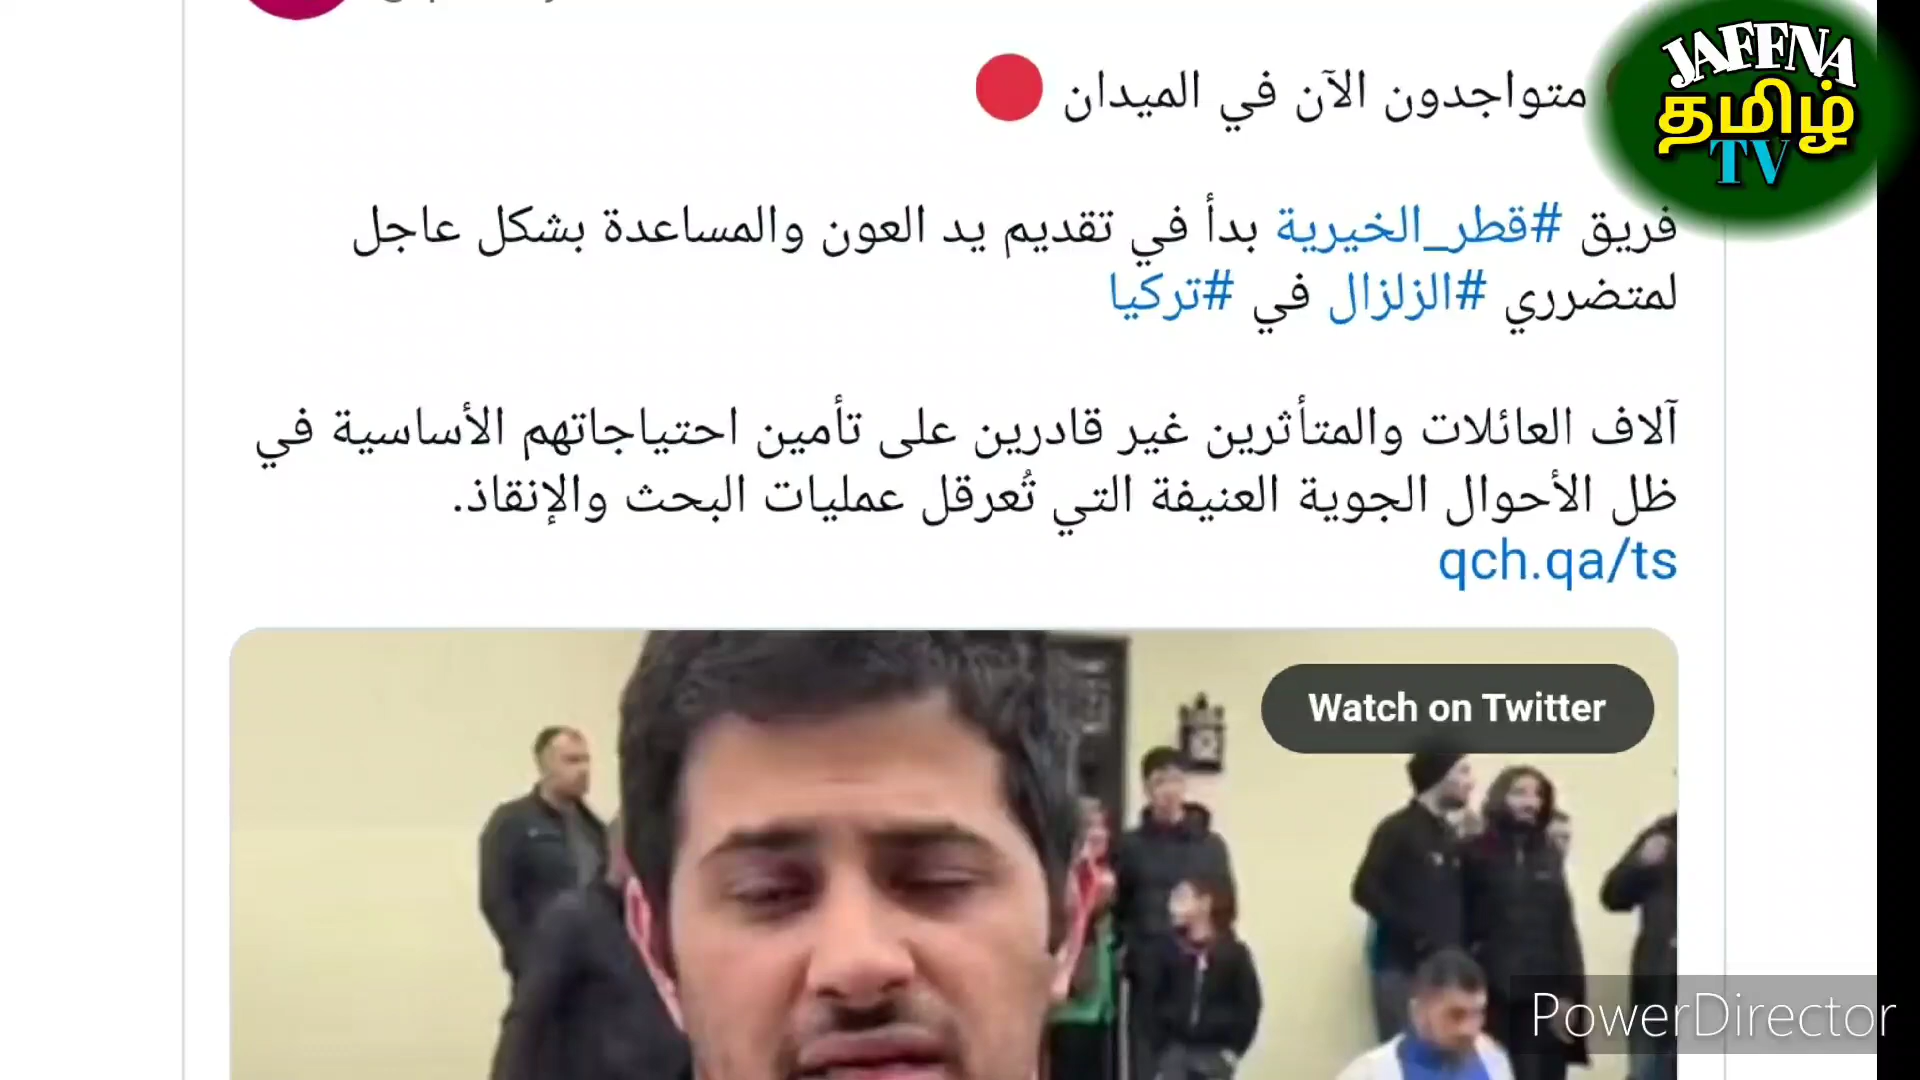 متواجدون الآن في الميدان
JAFFNA
தமிழ்
TV
فريق #قطر_الخيرية بدأ في تقديم يد العون والمساعدة بشكل عاجل
لمتضرري #الزلزال في #تركيا
آلاف العائلات والمتأثرين غير قادرين على تأمين احتياجاتهم الأساسية في
ظل الأحوال الجوية العنيفة التي تُعرقل عمليات البحث والإنقاذ.
qch.qa/ts
Watch on Twitter
PowerDirector